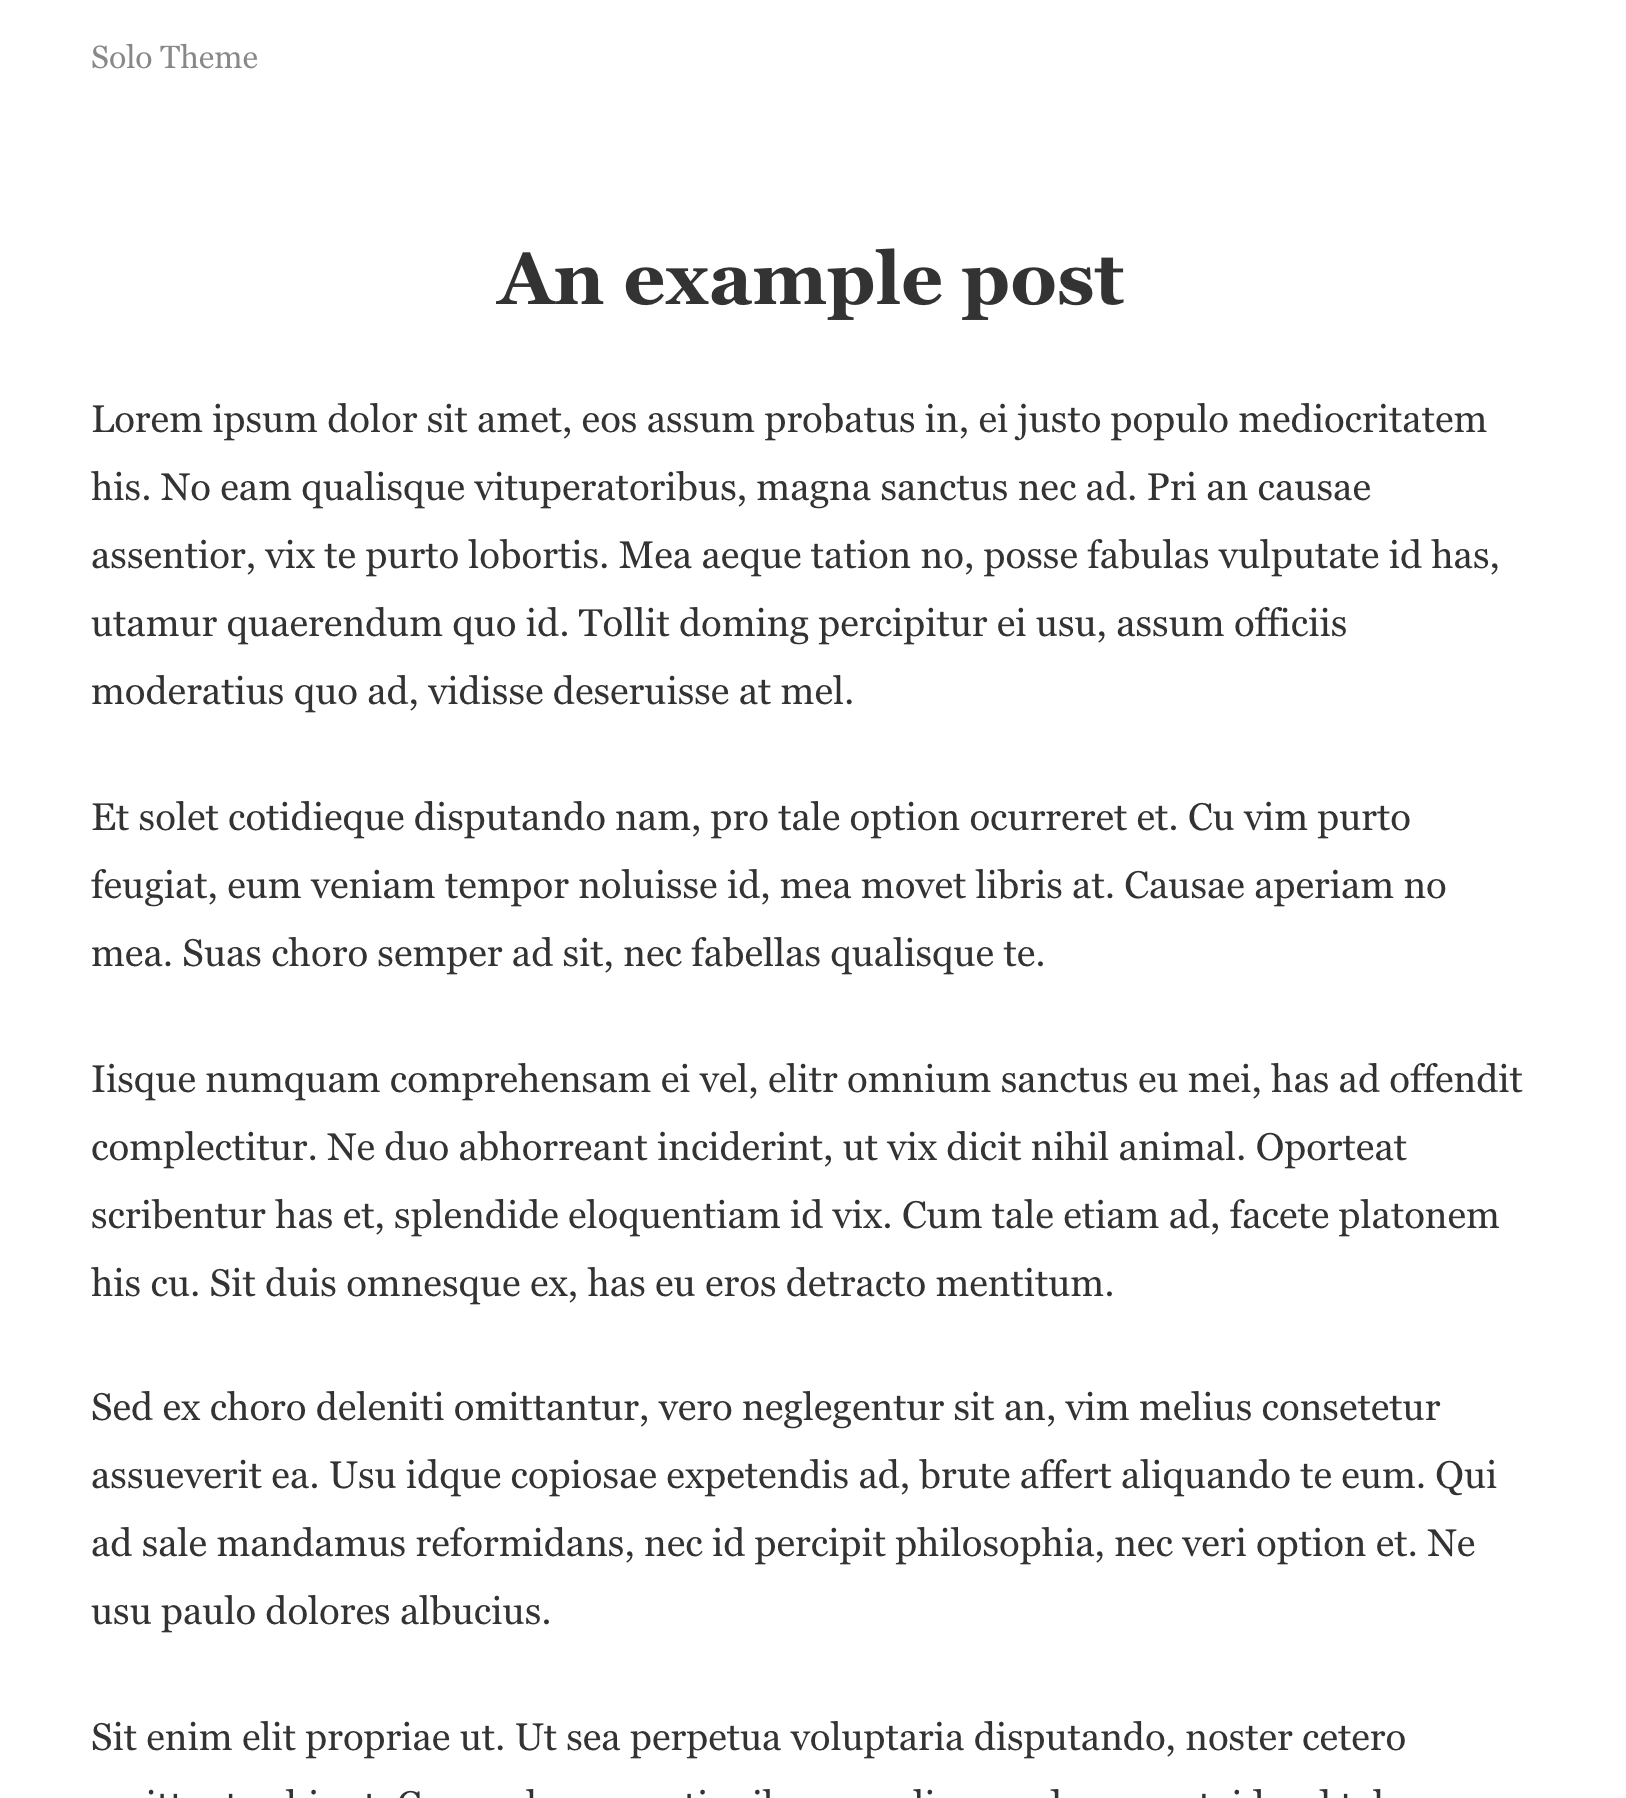 Solo Theme
An example post
Lorem ipsum dolor sit amet, eos assum probatus in, ei justo populo mediocritatem
his. No eam qualisque vituperatoribus, magna sanctus nec ad. Pri an causae
assentior, vix te purto lobortis. Mea aeque tation no, posse fabulas vulputate id has,
utamur quaerendum quo id. Tollit doming percipitur ei usu, assum officiis
moderatius quo ad, vidisse deseruisse at mel.
Et solet cotidieque disputando nam, pro tale option ocurreret et. Cu vim purto
feugiat, eum veniam tempor noluisse id, mea movet libris at. Causae aperiam no
mea. Suas choro semper ad sit, nec fabellas qualisque te.
Iisque numquam comprehensam ei vel, elitr omnium sanctus eu mei, has ad offendit
complectitur. Ne duo abhorreant inciderint, ut vix dicit nihil animal. Oporteat
scribentur has et, splendide eloquentiam id vix. Cum tale etiam ad, facete platonem
his cu. Sit duis omnesque ex, has eu eros detracto mentitum.
Sed ex choro deleniti omittantur, vero neglegentur sit an, vim melius consetetur
assueverit ea. Usu idque copiosae expetendis ad, brute affert aliquando te eum. Qui
ad sale mandamus reformidans, nec id percipit philosophia, nec veri option et. Ne
usu paulo dolores albucius.
Sit enim elit propriae ut. Ut sea perpetua voluptaria disputando, noster cetero